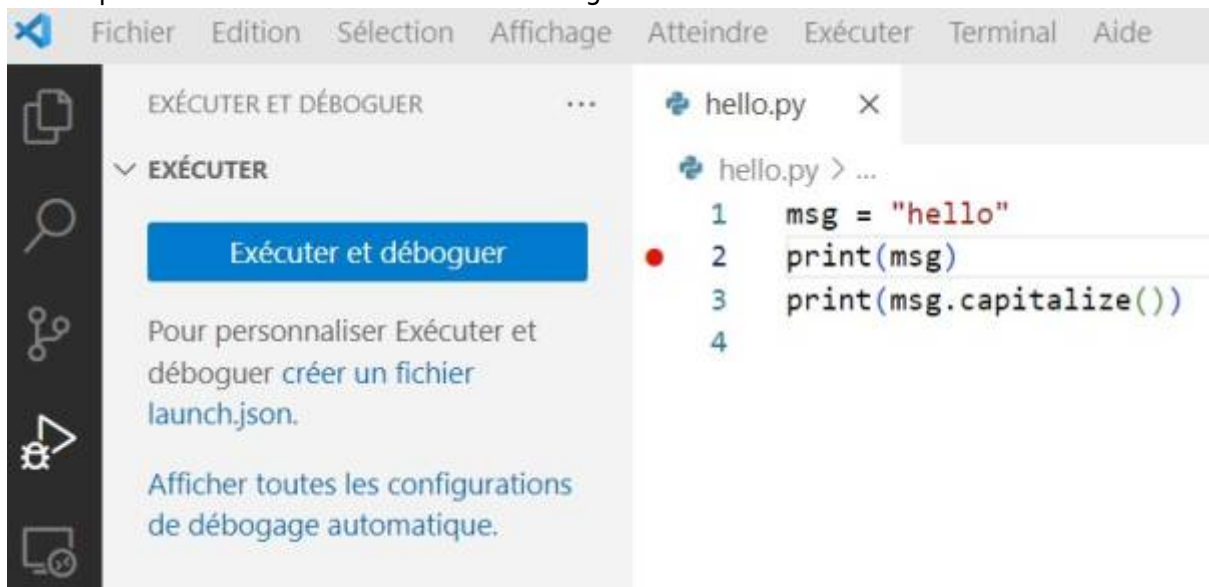 Fichier Edition Sélection Affichage Atteindre Exécuter Terminal Aide
EXÉCUTER ET DÉBOGUER ...
EXÉCUTER
Exécuter et déboguer
Pour personnaliser Exécuter et
déboguer créer un fichier
launch.json.
Afficher toutes les configurations
de débogage automatique.
hello.py ×
hello.py > ...
1 msg = "hello"
2 print(msg)
3 print(msg.capitalize())
4